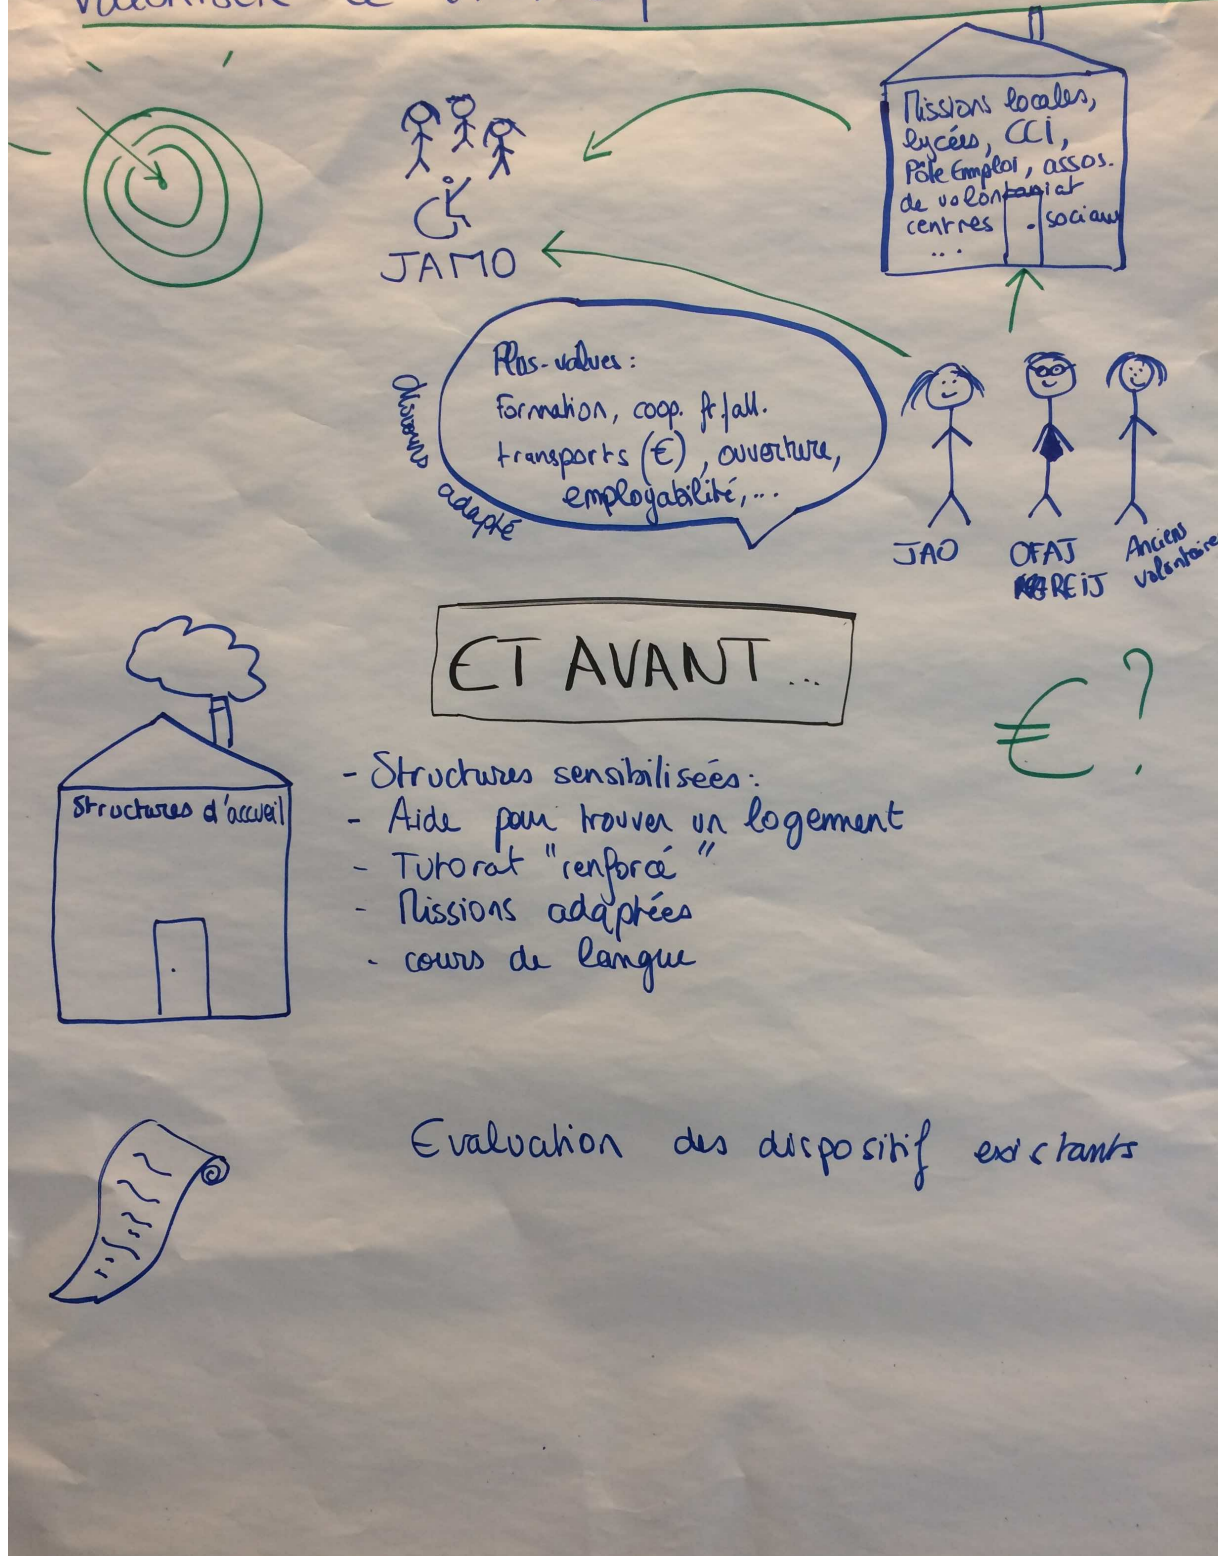 JAMO
Missions locales,
lycées, CCI,
Pôle Emploi, assos.
de volontariat
centres sociaux
...
Plus-values :
Formation, coop. fr/all.
transports (€), ouverture,
employabilité,...
discours adapté
JAO
OFAJ
REIJ
Anciens
volontaires
ET AVANT...
€?
Structures d'accueil
- Structures sensibilisées :
- Aide pour trouver un logement
- Tutorat "renforcé"
- Missions adaptées
- cours de langue
Evaluation des dispositif existants